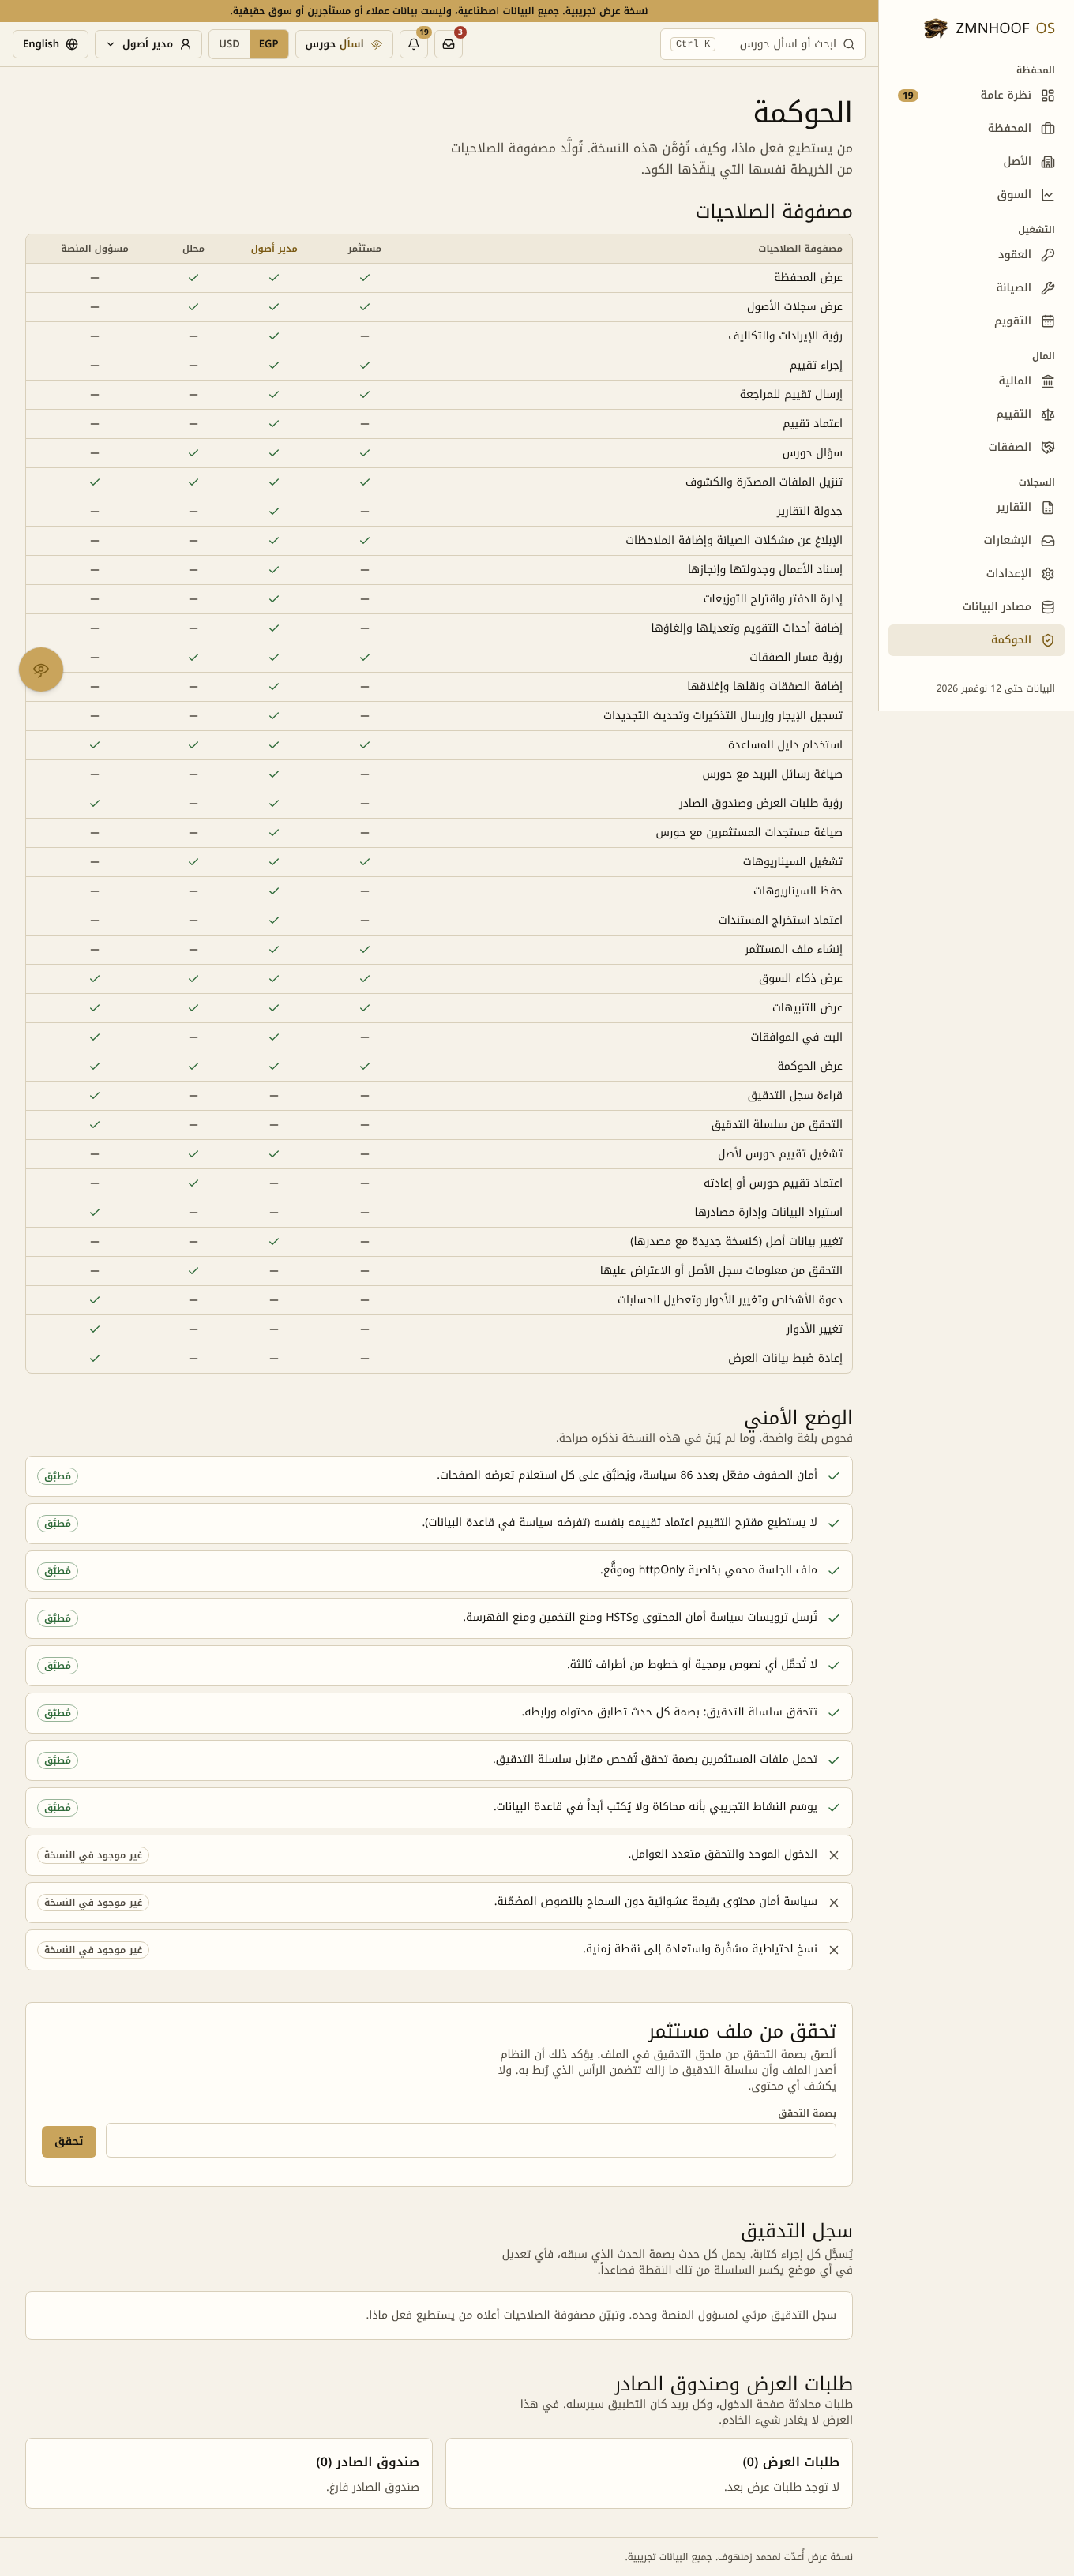 نسخة عرض تجريبية. جميع البيانات اصطناعية، وليست بيانات عملاء أو مستأجرين أو سوق حقيقية.
ZMNHOOF OS
المحفظة
نظرة عامة 19
المحفظة
الأصل
السوق
التشغيل
العقود
الصيانة
التقويم
المال
المالية
التقييم
الصفقات
السجلات
التقارير
الإشعارات
الإعدادات
مصادر البيانات
الحوكمة
البيانات حتى 12 نوفمبر 2026
ابحث أو اسأل حورس Ctrl K
3
19
اسأل حورس
EGP USD
مدير أصول
English
الحوكمة
من يستطيع فعل ماذا، وكيف تُؤمَّن هذه النسخة. تُولَّد مصفوفة الصلاحيات
من الخريطة نفسها التي ينفّذها الكود.
مصفوفة الصلاحيات
مصفوفة الصلاحيات مستثمر مدير أصول محلل مسؤول المنصة
عرض المحفظة ✓ ✓ ✓ –
عرض سجلات الأصول ✓ ✓ ✓ –
رؤية الإيرادات والتكاليف – ✓ – –
إجراء تقييم ✓ ✓ – –
إرسال تقييم للمراجعة ✓ ✓ – –
اعتماد تقييم – ✓ – –
سؤال حورس ✓ ✓ ✓ –
تنزيل الملفات المصدّرة والكشوف ✓ ✓ ✓ ✓
جدولة التقارير – ✓ – –
الإبلاغ عن مشكلات الصيانة وإضافة الملاحظات ✓ ✓ – –
إسناد الأعمال وجدولتها وإنجازها – ✓ – –
إدارة الدفتر واقتراح التوزيعات – ✓ – –
إضافة أحداث التقويم وتعديلها وإلغاؤها – ✓ – –
رؤية مسار الصفقات ✓ ✓ ✓ –
إضافة الصفقات ونقلها وإغلاقها – ✓ – –
تسجيل الإيجار وإرسال التذكيرات وتحديث التجديدات – ✓ – –
استخدام دليل المساعدة ✓ ✓ ✓ ✓
صياغة رسائل البريد مع حورس – ✓ – –
رؤية طلبات العرض وصندوق الصادر – ✓ – ✓
صياغة مستجدات المستثمرين مع حورس – ✓ – –
تشغيل السيناريوهات ✓ ✓ ✓ –
حفظ السيناريوهات – ✓ – –
اعتماد استخراج المستندات – ✓ – –
إنشاء ملف المستثمر ✓ ✓ – –
عرض ذكاء السوق ✓ ✓ ✓ ✓
عرض التنبيهات ✓ ✓ ✓ ✓
البت في الموافقات – ✓ – ✓
عرض الحوكمة ✓ ✓ ✓ ✓
قراءة سجل التدقيق – – – ✓
التحقق من سلسلة التدقيق – – – ✓
تشغيل تقييم حورس لأصل – ✓ ✓ –
اعتماد تقييم حورس أو إعادته – – ✓ –
استيراد البيانات وإدارة مصادرها – – – ✓
تغيير بيانات أصل (كنسخة جديدة مع مصدرها) – ✓ – –
التحقق من معلومات سجل الأصل أو الاعتراض عليها – – ✓ –
دعوة الأشخاص وتغيير الأدوار وتعطيل الحسابات – – – ✓
تغيير الأدوار – – – ✓
إعادة ضبط بيانات العرض – – – ✓
الوضع الأمني
فحوص بلغة واضحة. وما لم يُبنَ في هذه النسخة نذكره صراحة.
أمان الصفوف مفعّل بعدد 86 سياسة، ويُطبَّق على كل استعلام تعرضه الصفحات. مُطبَّق
لا يستطيع مقترح التقييم اعتماد تقييمه بنفسه (تفرضه سياسة في قاعدة البيانات). مُطبَّق
ملف الجلسة محمي بخاصية httpOnly وموقَّع. مُطبَّق
تُرسل ترويسات سياسة أمان المحتوى وHSTS ومنع التخمين ومنع الفهرسة. مُطبَّق
لا تُحمَّل أي نصوص برمجية أو خطوط من أطراف ثالثة. مُطبَّق
تتحقق سلسلة التدقيق: بصمة كل حدث تطابق محتواه ورابطه. مُطبَّق
تحمل ملفات المستثمرين بصمة تحقق تُفحص مقابل سلسلة التدقيق. مُطبَّق
يوسَم النشاط التجريبي بأنه محاكاة ولا يُكتب أبداً في قاعدة البيانات. مُطبَّق
الدخول الموحد والتحقق متعدد العوامل. غير موجود في النسخة
سياسة أمان محتوى بقيمة عشوائية دون السماح بالنصوص المضمّنة. غير موجود في النسخة
نسخ احتياطية مشفّرة واستعادة إلى نقطة زمنية. غير موجود في النسخة
تحقق من ملف مستثمر
ألصق بصمة التحقق من ملحق التدقيق في الملف. يؤكد ذلك أن النظام
أصدر الملف وأن سلسلة التدقيق ما زالت تتضمن الرأس الذي رُبط به. ولا
يكشف أي محتوى.
بصمة التحقق
تحقق
سجل التدقيق
يُسجَّل كل إجراء كتابة. يحمل كل حدث بصمة الحدث الذي سبقه، فأي تعديل
في أي موضع يكسر السلسلة من تلك النقطة فصاعداً.
سجل التدقيق مرئي لمسؤول المنصة وحده. وتبيّن مصفوفة الصلاحيات أعلاه من يستطيع فعل ماذا.
طلبات العرض وصندوق الصادر
طلبات محادثة صفحة الدخول، وكل بريد كان التطبيق سيرسله. في هذا
العرض لا يغادر شيء الخادم.
طلبات العرض (0)
لا توجد طلبات عرض بعد.
صندوق الصادر (0)
صندوق الصادر فارغ.
نسخة عرض أُعدّت لمحمد زمنهوف. جميع البيانات تجريبية.